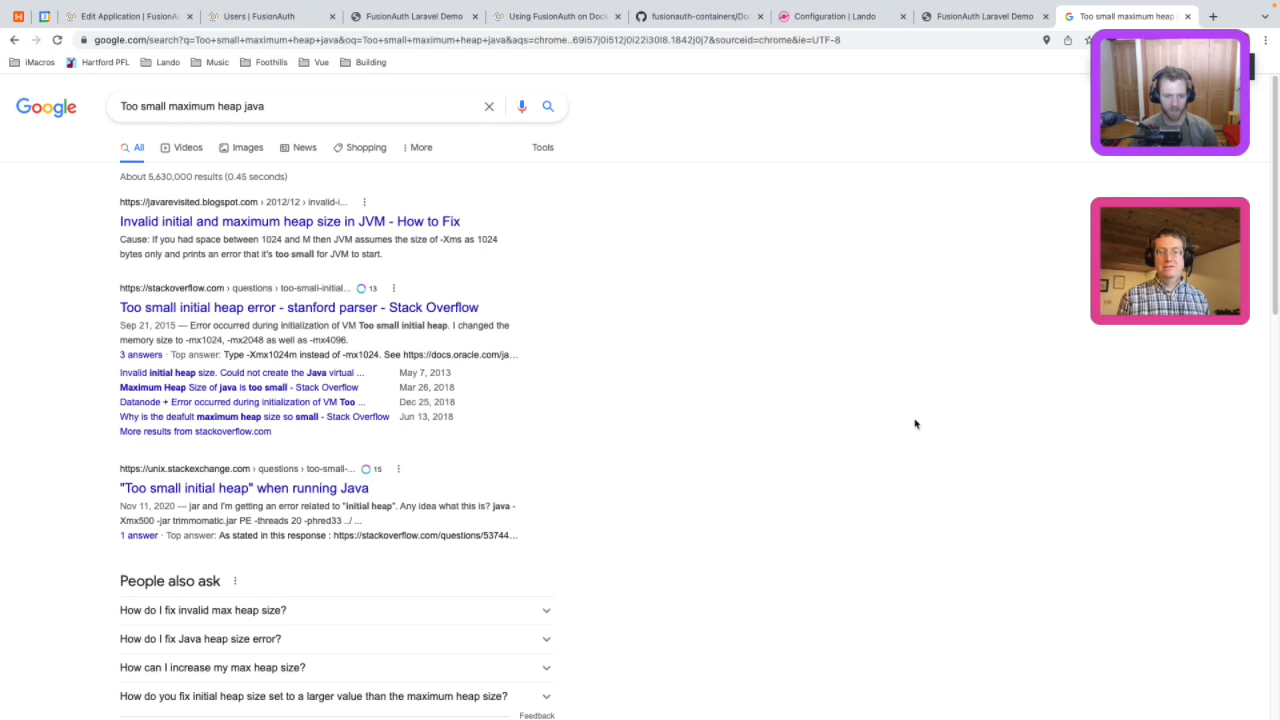 Edit Application | FusionA
Users | FusionAuth
FusionAuth Laravel Demo
Using FusionAuth on Dock
fusionauth-containers/Doc
Configuration | Lando
FusionAuth Laravel Demo
Too small maximum heap
google.com/search?q=Too+small+maximum+heap+java&oq=Too+small+maximum+heap+java&aqs=chrome..69i57j0i512j0i22i30l8.1842j0j7&sourceid=chrome&ie=UTF-8
iMacros
Hartford PFL
Lando
Music
Foothills
Vue
Building
Google
Too small maximum heap java
All
Videos
Images
News
Shopping
More
Tools
About 5,630,000 results (0.45 seconds)
https://javarevisited.blogspot.com › 2012/12 › invalid-i...
Invalid initial and maximum heap size in JVM - How to Fix
Cause: If you had space between 1024 and M then JVM assumes the size of -Xms as 1024
bytes only and prints an error that it's too small for JVM to start.
https://stackoverflow.com › questions › too-small-initial... 13
Too small initial heap error - stanford parser - Stack Overflow
Sep 21, 2015 — Error occurred during initialization of VM Too small initial heap. I changed the
memory size to -mx1024, -mx2048 as well as -mx4096.
3 answers · Top answer: Type -Xmx1024m instead of -mx1024. See https://docs.oracle.com/ja...
Invalid initial heap size. Could not create the Java virtual ... May 7, 2013
Maximum Heap Size of java is too small - Stack Overflow Mar 26, 2018
Datanode + Error occurred during initialization of VM Too ... Dec 25, 2018
Why is the deafult maximum heap size so small - Stack Overflow Jun 13, 2018
More results from stackoverflow.com
https://unix.stackexchange.com › questions › too-small-... 15
"Too small initial heap" when running Java
Nov 11, 2020 — jar and I'm getting an error related to "initial heap". Any idea what this is? java -
Xmx500 -jar trimmomatic.jar PE -threads 20 -phred33 ../ ...
1 answer · Top answer: As stated in this response : https://stackoverflow.com/questions/53744...
People also ask
How do I fix invalid max heap size?
How do I fix Java heap size error?
How can I increase my max heap size?
How do you fix initial heap size set to a larger value than the maximum heap size?
Feedback